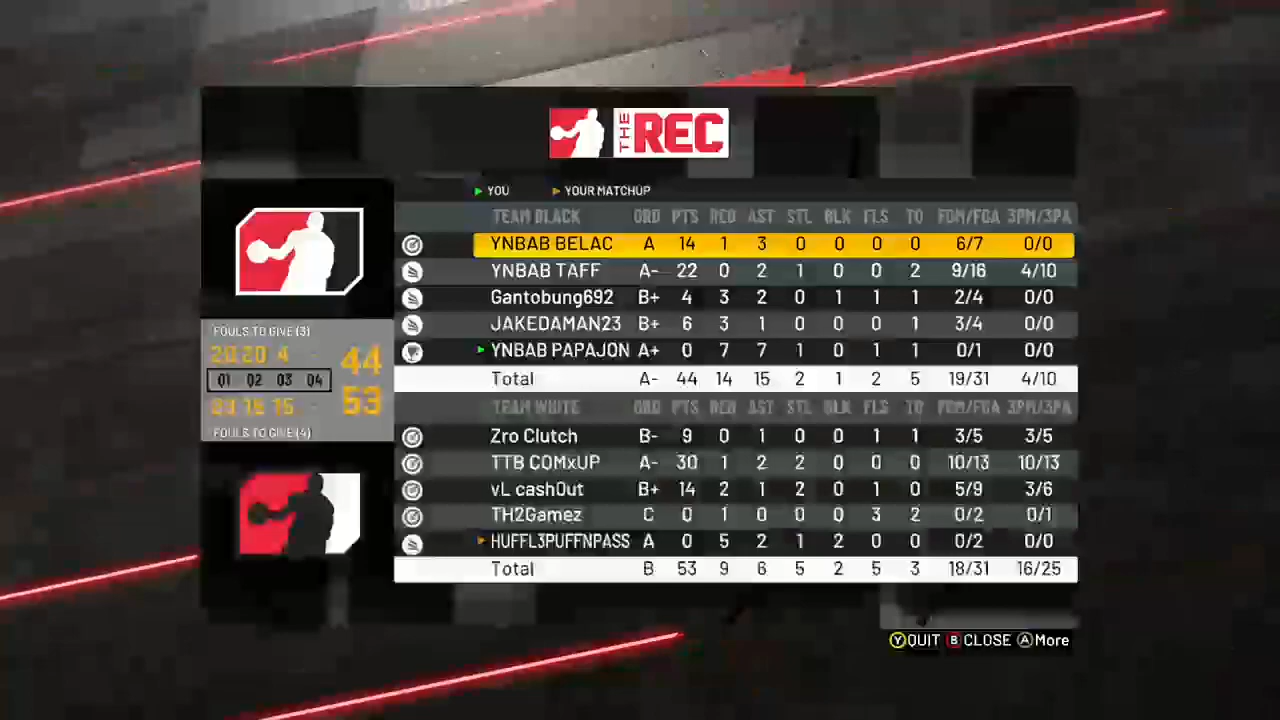 THE REC
YOU YOUR MATCHUP
TEAM BLACK GRD PTS REB AST STL BLK FLS TO FGM/FGA 3PM/3PA
YNBAB BELAC A 14 1 3 0 0 0 0 6/7 0/0
YNBAB TAFF A- 22 0 2 1 0 0 2 9/16 4/10
Gantobung692 B+ 4 3 2 0 1 1 1 2/4 0/0
JAKEDAMAN23 B+ 6 3 1 0 0 0 1 3/4 0/0
YNBAB PAPAJON A+ 0 7 7 1 0 1 1 0/1 0/0
Total A- 44 14 15 2 1 2 5 19/31 4/10
TEAM WHITE GRD PTS REB AST STL BLK FLS TO FGM/FGA 3PM/3PA
Zro Clutch B- 9 0 1 0 0 1 1 3/5 3/5
TTB COMxUP A- 30 1 2 2 0 0 0 10/13 10/13
vL cashOut B+ 14 2 1 2 0 1 0 5/9 3/6
TH2Gamez C 0 1 0 0 0 3 2 0/2 0/1
HUFFL3PUFFNPASS A 0 5 2 1 2 0 0 0/2 0/0
Total B 53 9 6 5 2 5 3 18/31 16/25
FOULS TO GIVE (3)
20 20 4 - 44
Q1 Q2 Q3 Q4
15 15 - 53
FOULS TO GIVE (4)
Y QUIT B CLOSE A More